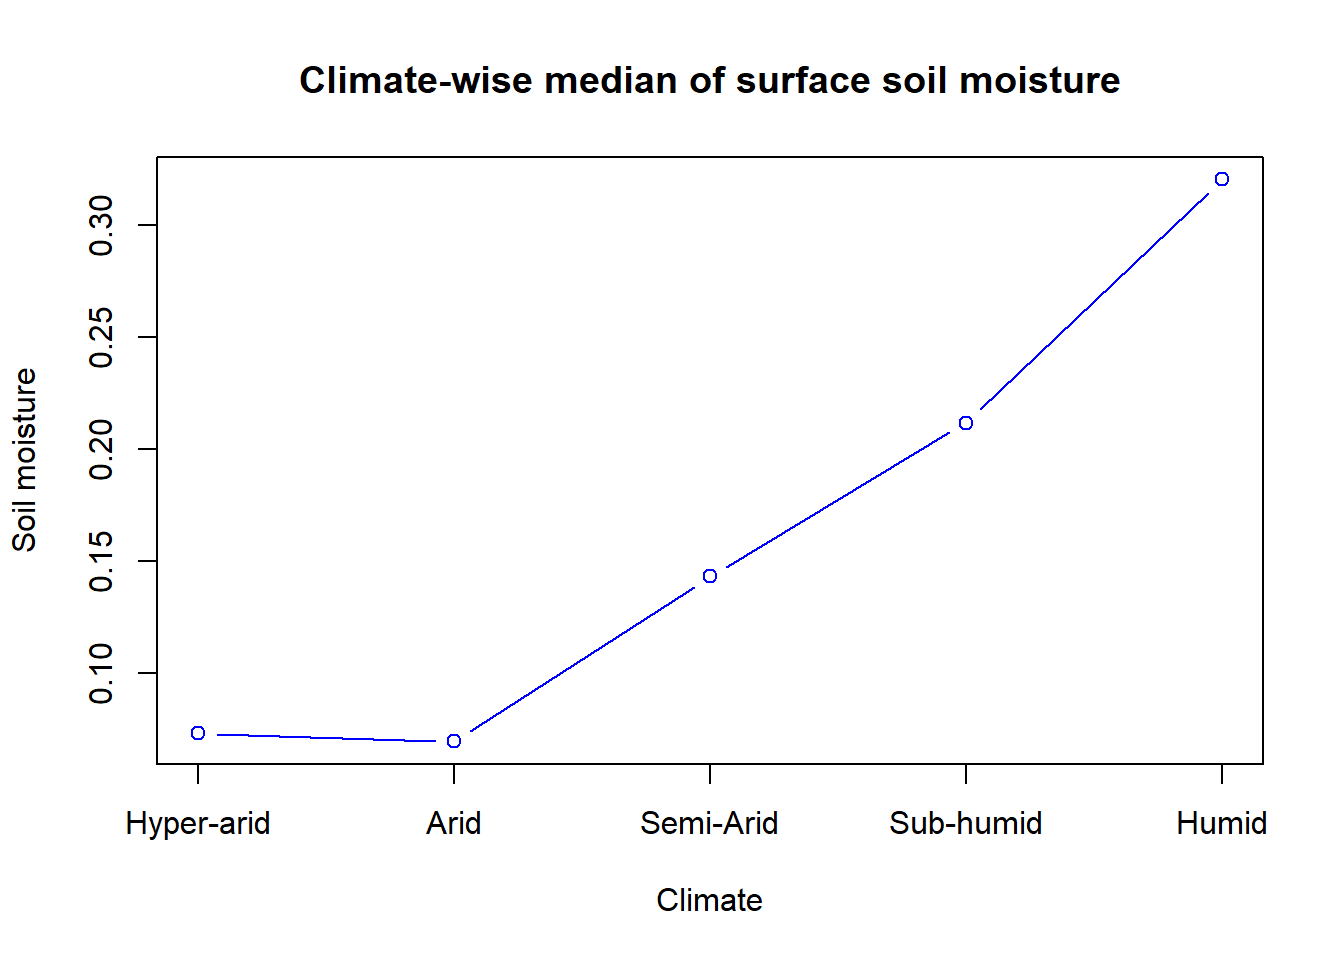 Climate-wise median of surface soil moisture
Soil moisture
0.30
0.25
0.20
0.15
0.10
Hyper-arid Arid Semi-Arid Sub-humid Humid
Climate